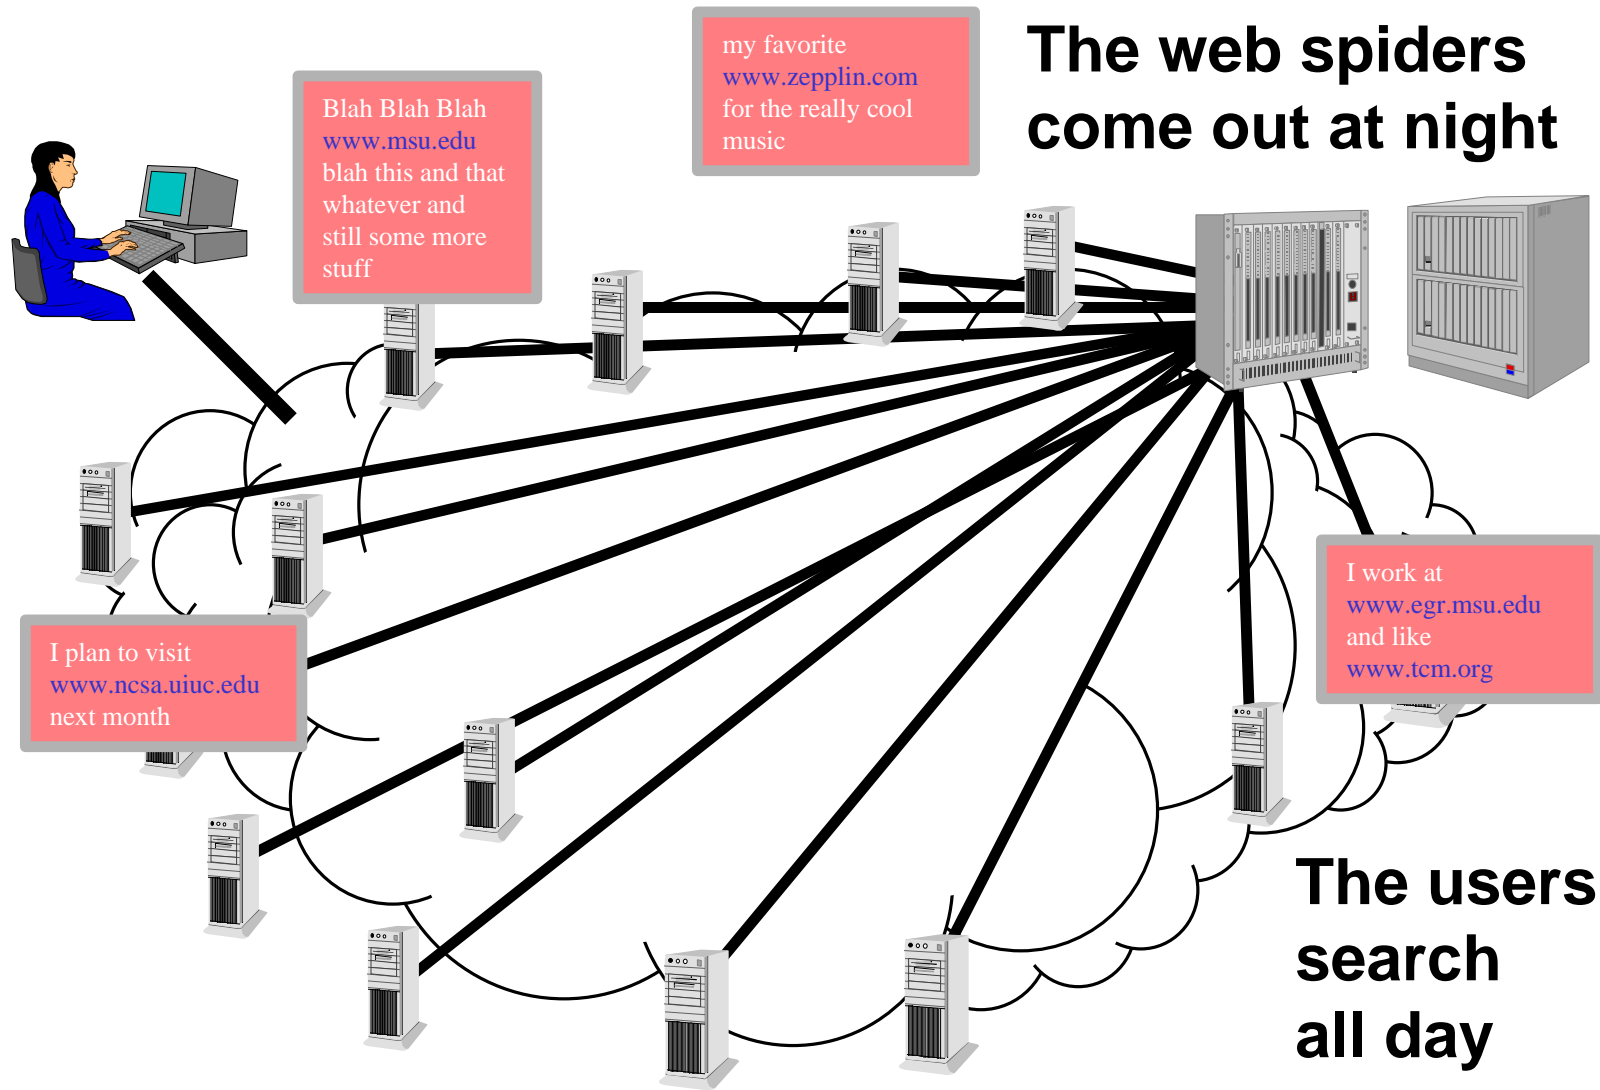 The web spiders
come out at night
my favorite
www.zepplin.com
for the really cool
music
Blah Blah Blah
www.msu.edu
blah this and that
whatever and
still some more
stuff
I work at
www.egr.msu.edu
and like
www.tcm.org
I plan to visit
www.ncsa.uiuc.edu
next month
The users
search
all day